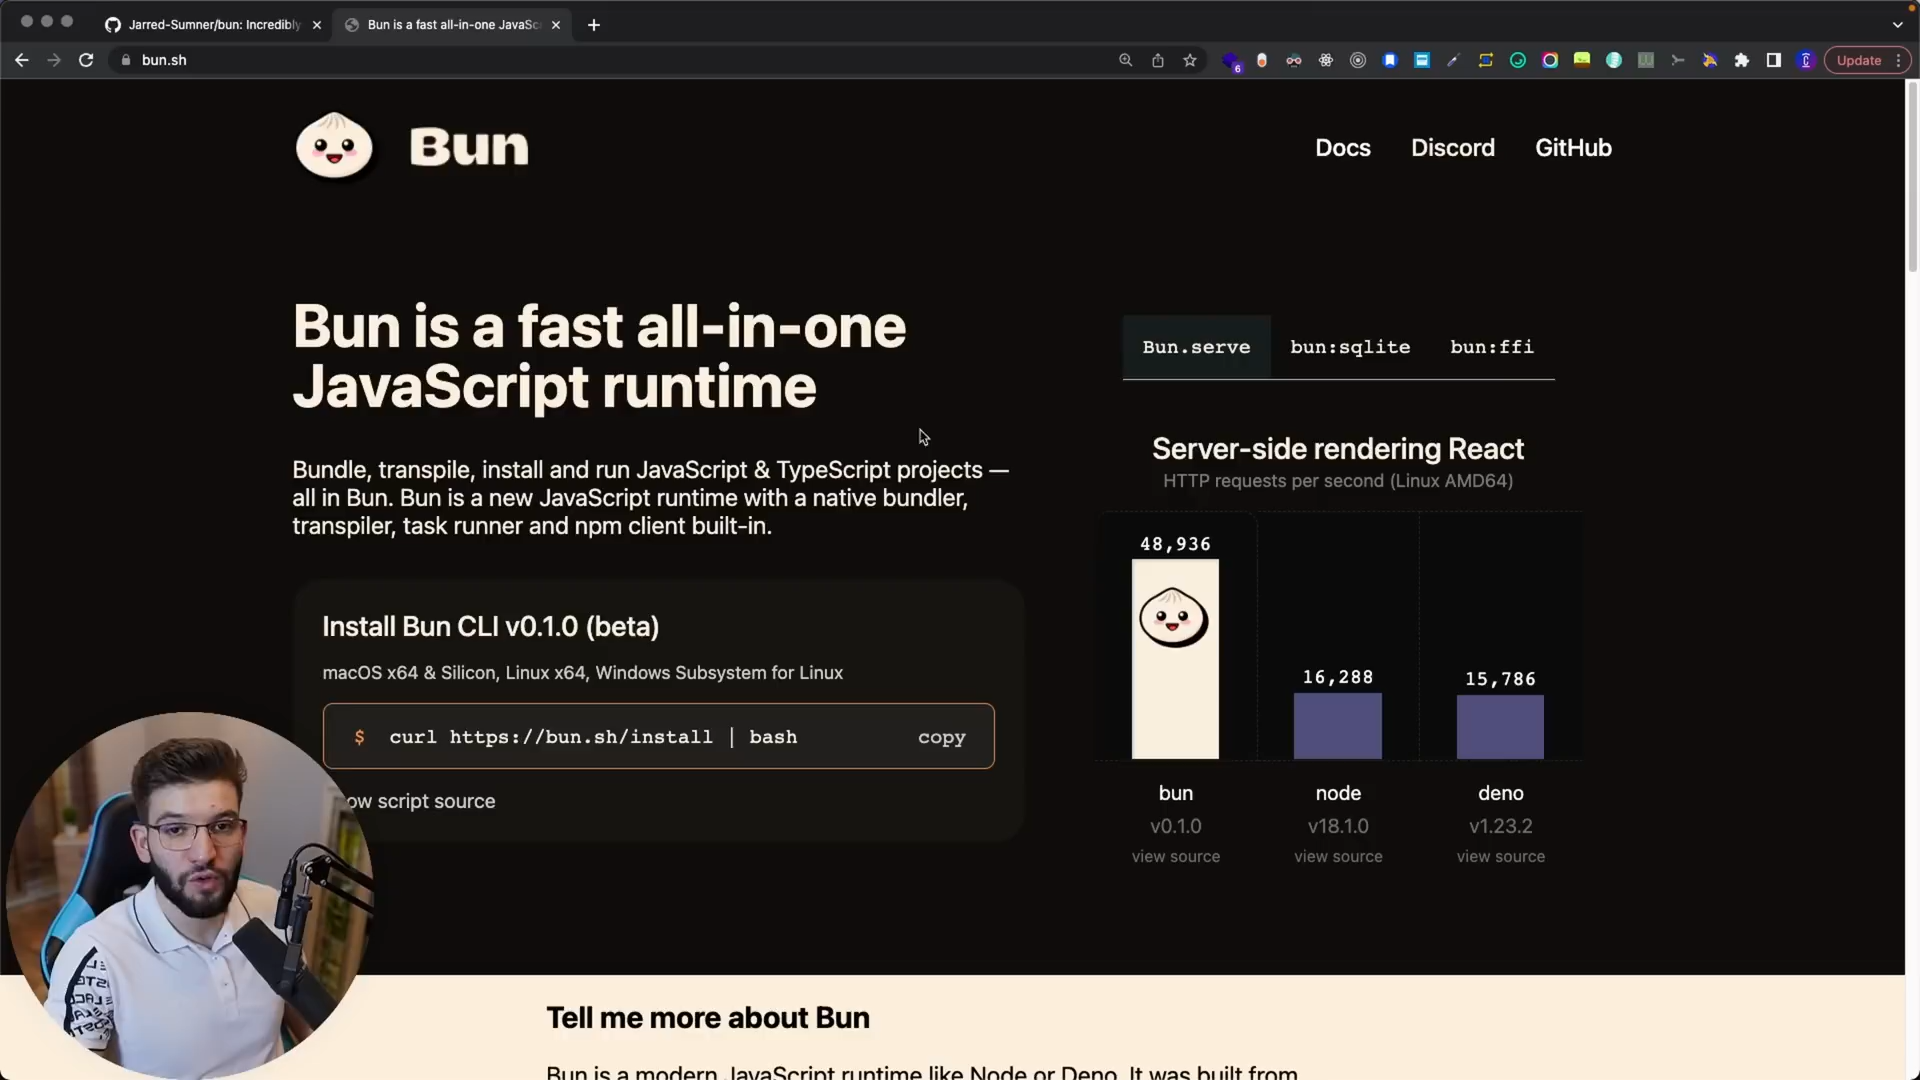 Jarred-Sumner/bun: Incredibly
Bun is a fast all-in-one JavaSc
bun.sh
6
Update
Bun
Docs
Discord
GitHub
Bun is a fast all-in-one
JavaScript runtime
Bundle, transpile, install and run JavaScript & TypeScript projects —
all in Bun. Bun is a new JavaScript runtime with a native bundler,
transpiler, task runner and npm client built-in.
Install Bun CLI v0.1.0 (beta)
macOS x64 & Silicon, Linux x64, Windows Subsystem for Linux
$ curl https://bun.sh/install | bash
copy
ow script source
Bun.serve
bun:sqlite
bun:ffi
Server-side rendering React
HTTP requests per second (Linux AMD64)
48,936
16,288
15,786
bun
node
deno
v0.1.0
v18.1.0
v1.23.2
view source
view source
view source
Tell me more about Bun
Bun is a modern JavaScript runtime like Node or Deno. It was built from